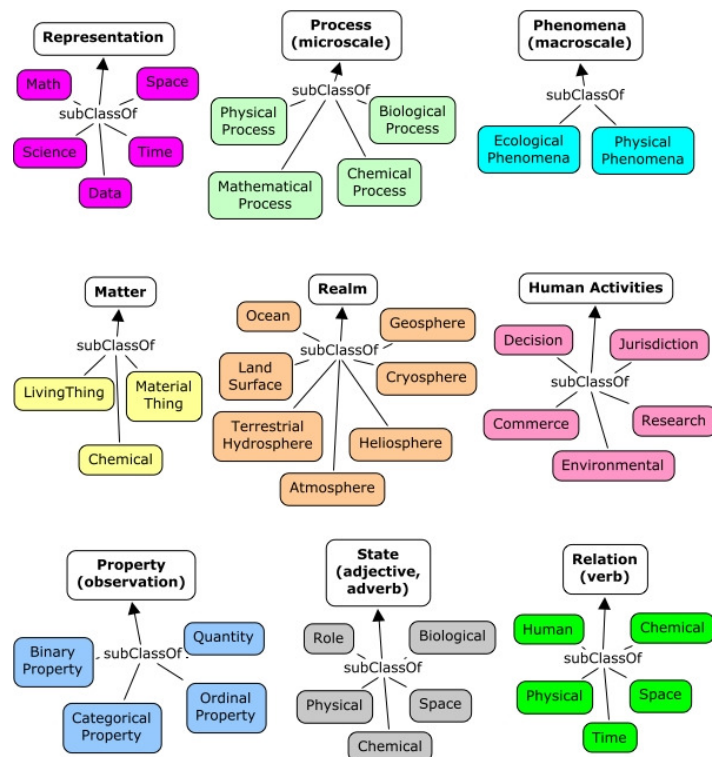 Representation
Math
Space
subClassOf
Science
Time
Data
Process
(microscale)
subClassOf
Physical
Process
Biological
Process
Mathematical
Process
Chemical
Process
Phenomena
(macroscale)
subClassOf
Ecological
Phenomena
Physical
Phenomena
Matter
subClassOf
LivingThing
Material
Thing
Chemical
Realm
Ocean
Geosphere
subClassOf
Land
Surface
Cryosphere
Terrestrial
Hydrosphere
Heliosphere
Atmosphere
Human Activities
Decision
Jurisdiction
subClassOf
Commerce
Research
Environmental
Property
(observation)
Quantity
Binary
Property
subClassOf
Ordinal
Property
Categorical
Property
State
(adjective,
adverb)
Role
Biological
subClassOf
Physical
Space
Chemical
Relation
(verb)
Human
Chemical
subClassOf
Physical
Space
Time